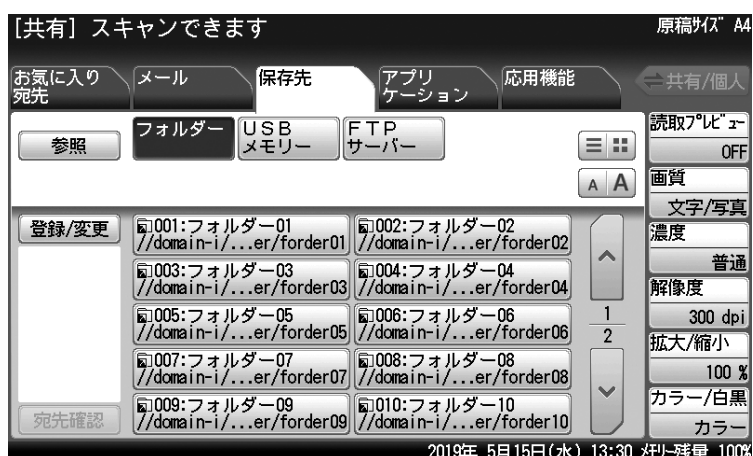 [共有] スキャンできます
原稿ｻｲｽﾞ A4
お気に入り
宛先
メール
保存先
アプリ
ケーション
応用機能
共有/個人
参照
フォルダー
USB
メモリー
FTP
サーバー
A A
読取ﾌﾟﾚﾋﾞｭｰ
OFF
画質
文字/写真
濃度
普通
解像度
300 dpi
拡大/縮小
100 %
カラー/白黒
カラー
登録/変更
001:フォルダー01
//domain-i/...er/forder01
002:フォルダー02
//domain-i/...er/forder02
003:フォルダー03
//domain-i/...er/forder03
004:フォルダー04
//domain-i/...er/forder04
005:フォルダー05
//domain-i/...er/forder05
006:フォルダー06
//domain-i/...er/forder06
007:フォルダー07
//domain-i/...er/forder07
008:フォルダー08
//domain-i/...er/forder08
009:フォルダー09
//domain-i/...er/forder09
010:フォルダー10
//domain-i/...er/forder10
1
2
宛先確認
2019年 5月15日(水) 13:30 ﾒﾓﾘｰ残量 100%